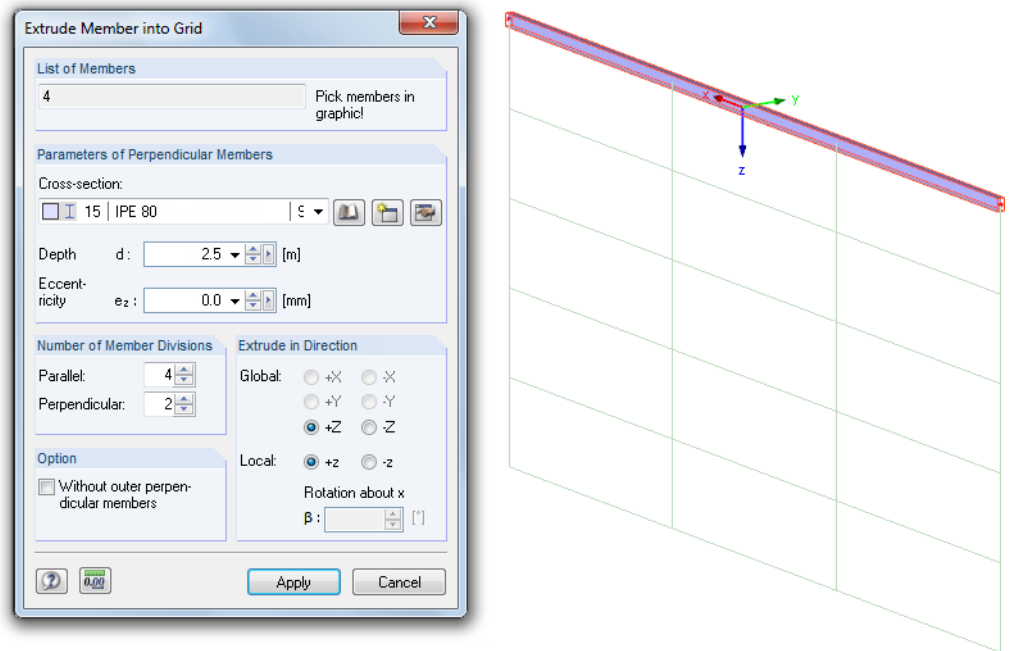 Extrude Member into Grid
List of Members
4
Pick members in
graphic!
Parameters of Perpendicular Members
Cross-section:
15 IPE 80
Depth d: 2.5 [m]
Eccent-
ricity ez: 0.0 [mm]
Number of Member Divisions
Parallel: 4
Perpendicular: 2
Option
Without outer perpen-
dicular members
Extrude in Direction
Global: +X -X
+Y -Y
+Z -Z
Local: +z -z
Rotation about x
β: [°]
0.00
Apply Cancel
x Y
z